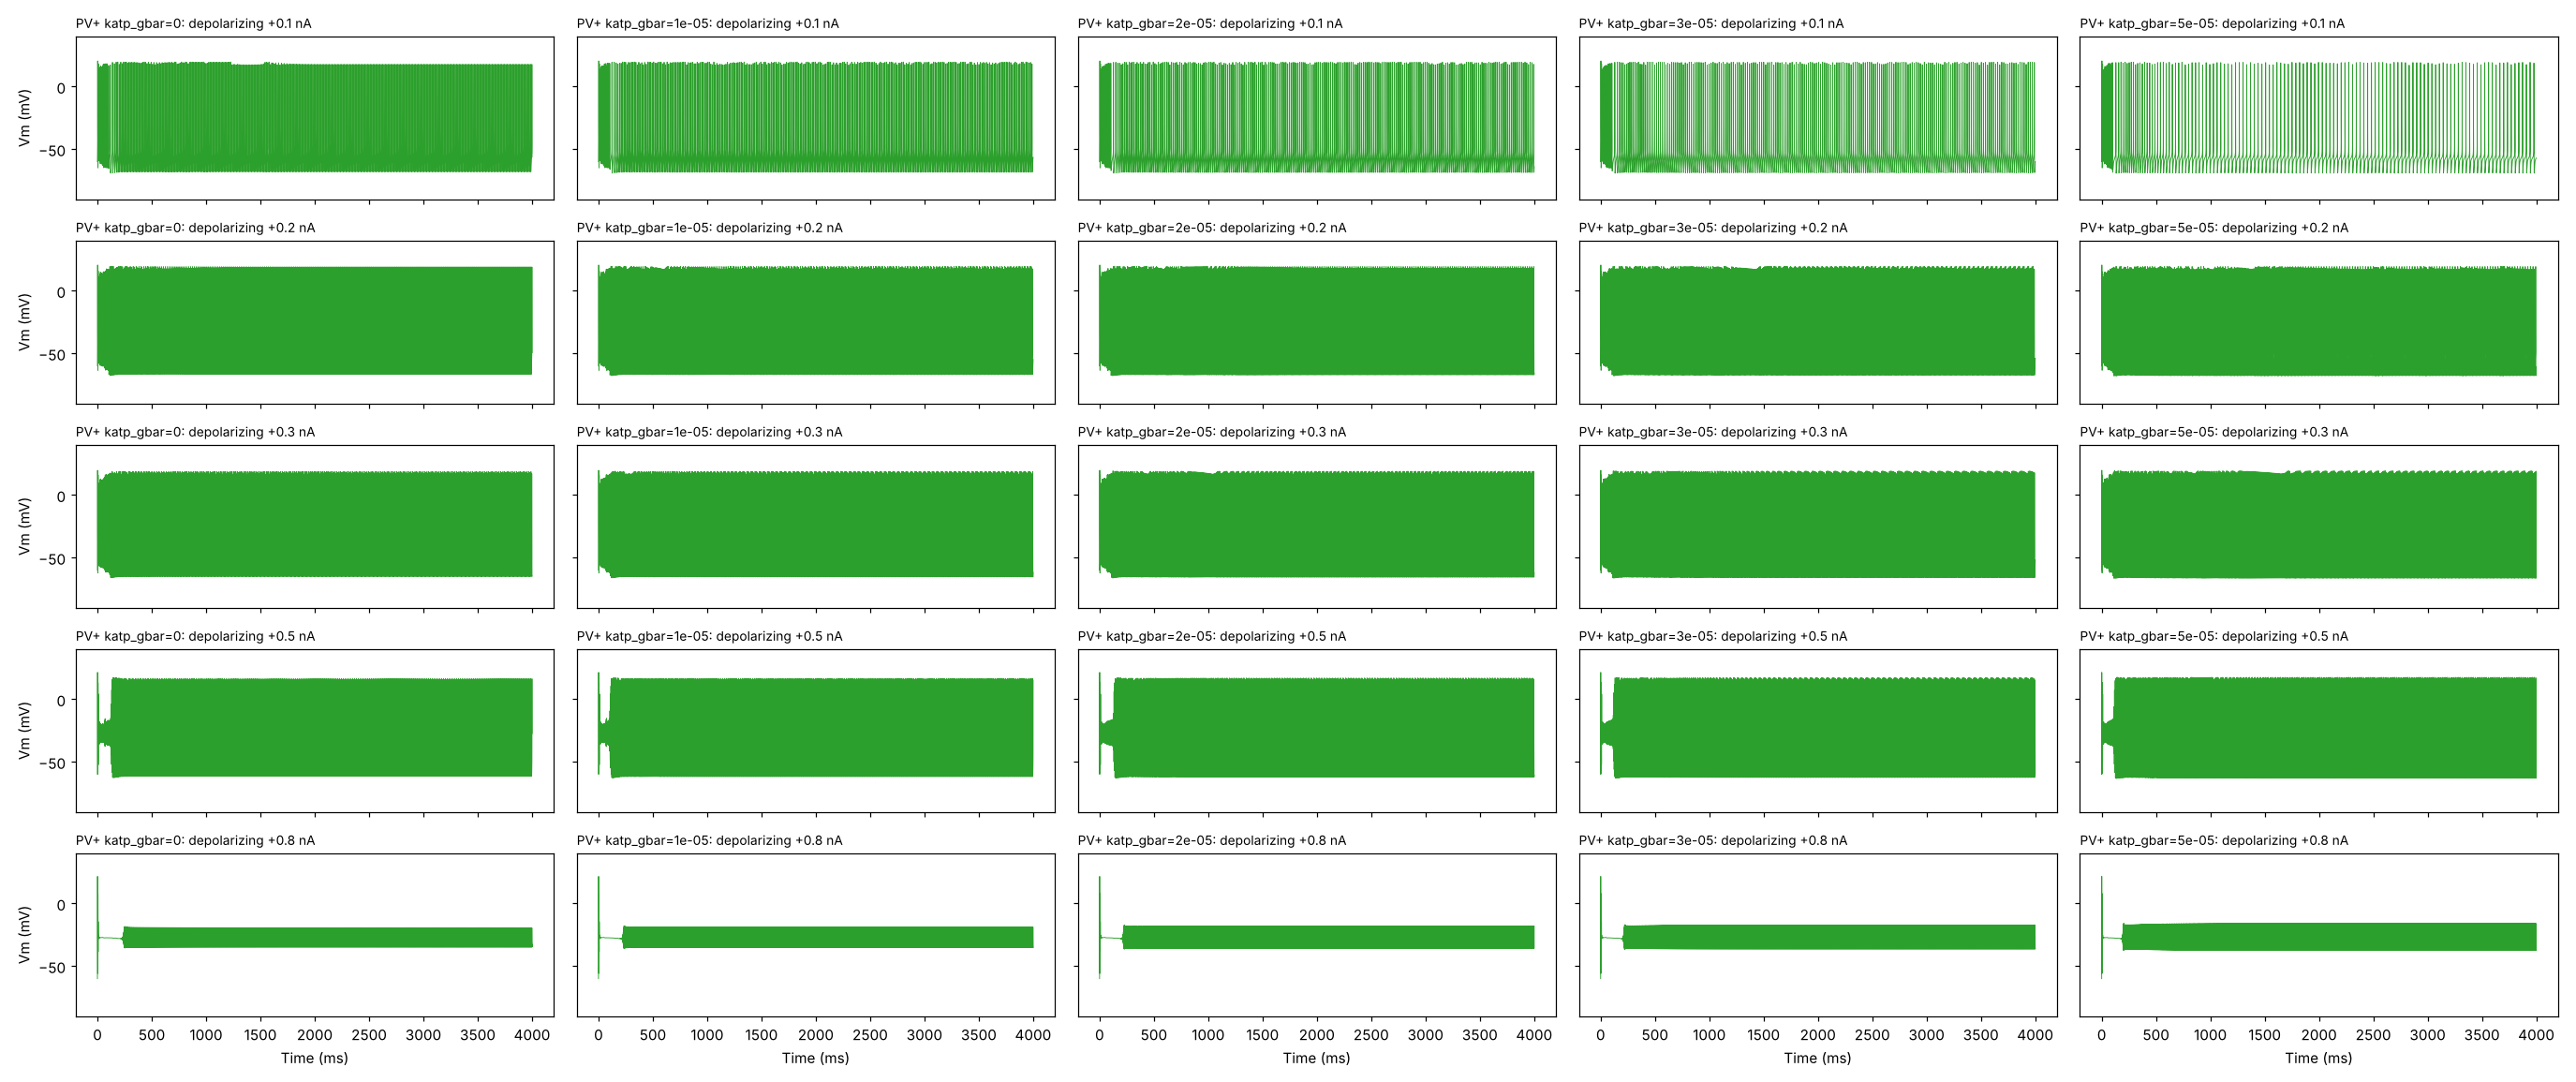 PV+ katp_gbar=0: depolarizing +0.1 nA
PV+ katp_gbar=1e-05: depolarizing +0.1 nA
PV+ katp_gbar=2e-05: depolarizing +0.1 nA
PV+ katp_gbar=3e-05: depolarizing +0.1 nA
PV+ katp_gbar=5e-05: depolarizing +0.1 nA
Vm (mV)
0
−50
PV+ katp_gbar=0: depolarizing +0.2 nA
PV+ katp_gbar=1e-05: depolarizing +0.2 nA
PV+ katp_gbar=2e-05: depolarizing +0.2 nA
PV+ katp_gbar=3e-05: depolarizing +0.2 nA
PV+ katp_gbar=5e-05: depolarizing +0.2 nA
Vm (mV)
0
−50
PV+ katp_gbar=0: depolarizing +0.3 nA
PV+ katp_gbar=1e-05: depolarizing +0.3 nA
PV+ katp_gbar=2e-05: depolarizing +0.3 nA
PV+ katp_gbar=3e-05: depolarizing +0.3 nA
PV+ katp_gbar=5e-05: depolarizing +0.3 nA
Vm (mV)
0
−50
PV+ katp_gbar=0: depolarizing +0.5 nA
PV+ katp_gbar=1e-05: depolarizing +0.5 nA
PV+ katp_gbar=2e-05: depolarizing +0.5 nA
PV+ katp_gbar=3e-05: depolarizing +0.5 nA
PV+ katp_gbar=5e-05: depolarizing +0.5 nA
Vm (mV)
0
−50
PV+ katp_gbar=0: depolarizing +0.8 nA
PV+ katp_gbar=1e-05: depolarizing +0.8 nA
PV+ katp_gbar=2e-05: depolarizing +0.8 nA
PV+ katp_gbar=3e-05: depolarizing +0.8 nA
PV+ katp_gbar=5e-05: depolarizing +0.8 nA
Vm (mV)
0
−50
0 500 1000 1500 2000 2500 3000 3500 4000
0 500 1000 1500 2000 2500 3000 3500 4000
0 500 1000 1500 2000 2500 3000 3500 4000
0 500 1000 1500 2000 2500 3000 3500 4000
0 500 1000 1500 2000 2500 3000 3500 4000
Time (ms)
Time (ms)
Time (ms)
Time (ms)
Time (ms)